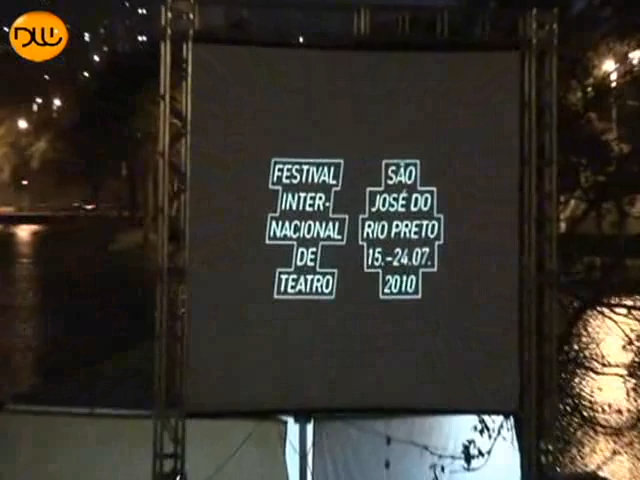 DW
FESTIVAL
INTER-
NACIONAL
DE
TEATRO
SÃO
JOSÉ DO
RIO PRETO
15.-24.07.
2010